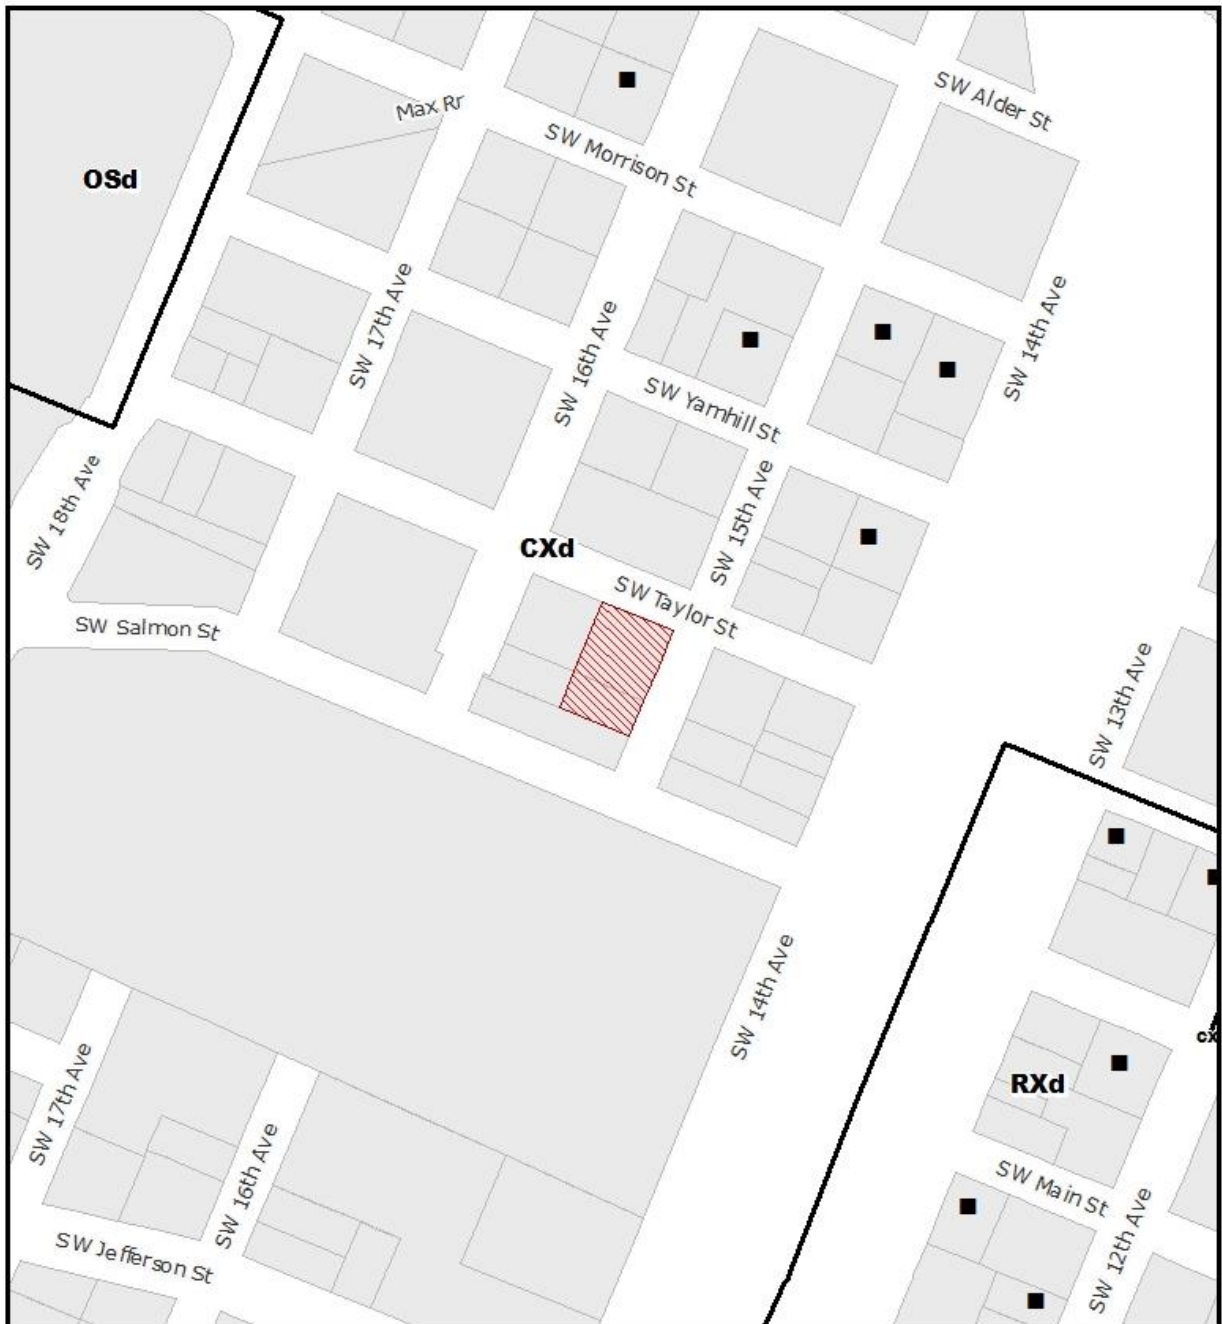 Max Rr
SW Alder St
SW Morrison St
OSd
SW 17th Ave
SW 16th Ave
SW 14th Ave
SW Yamhill St
SW 18th Ave
SW 15th Ave
CXd
SW Taylor St
SW Salmon St
SW 13th Ave
SW 14th Ave
cx
RXd
SW 17th Ave
SW 16th Ave
SW Main St
SW 12th Ave
SW Jefferson St